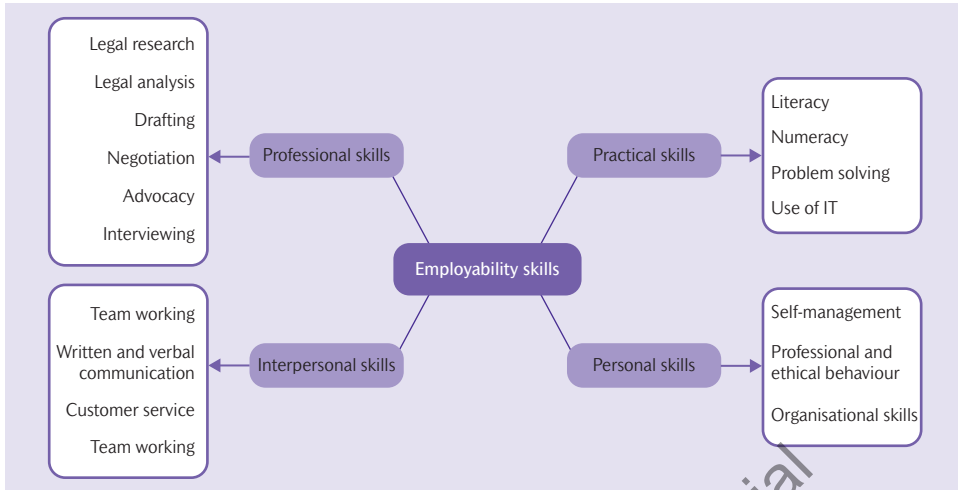 Legal research
Legal analysis
Drafting
Negotiation
Advocacy
Interviewing
Professional skills
Practical skills
Literacy
Numeracy
Problem solving
Use of IT
Employability skills
Team working
Written and verbal
communication
Customer service
Team working
Interpersonal skills
Personal skills
Self-management
Professional and
ethical behaviour
Organisational skills